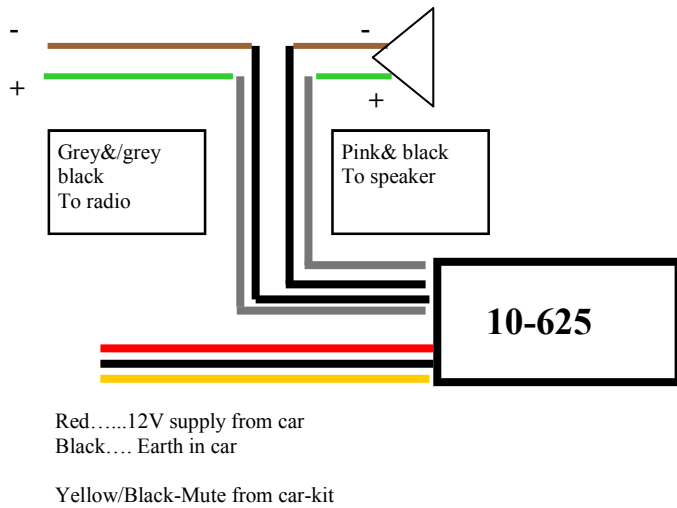 -
-
+
+
Grey&/grey
black
To radio
Pink& black
To speaker
10-625
Red…...12V supply from car
Black…. Earth in car
Yellow/Black-Mute from car-kit